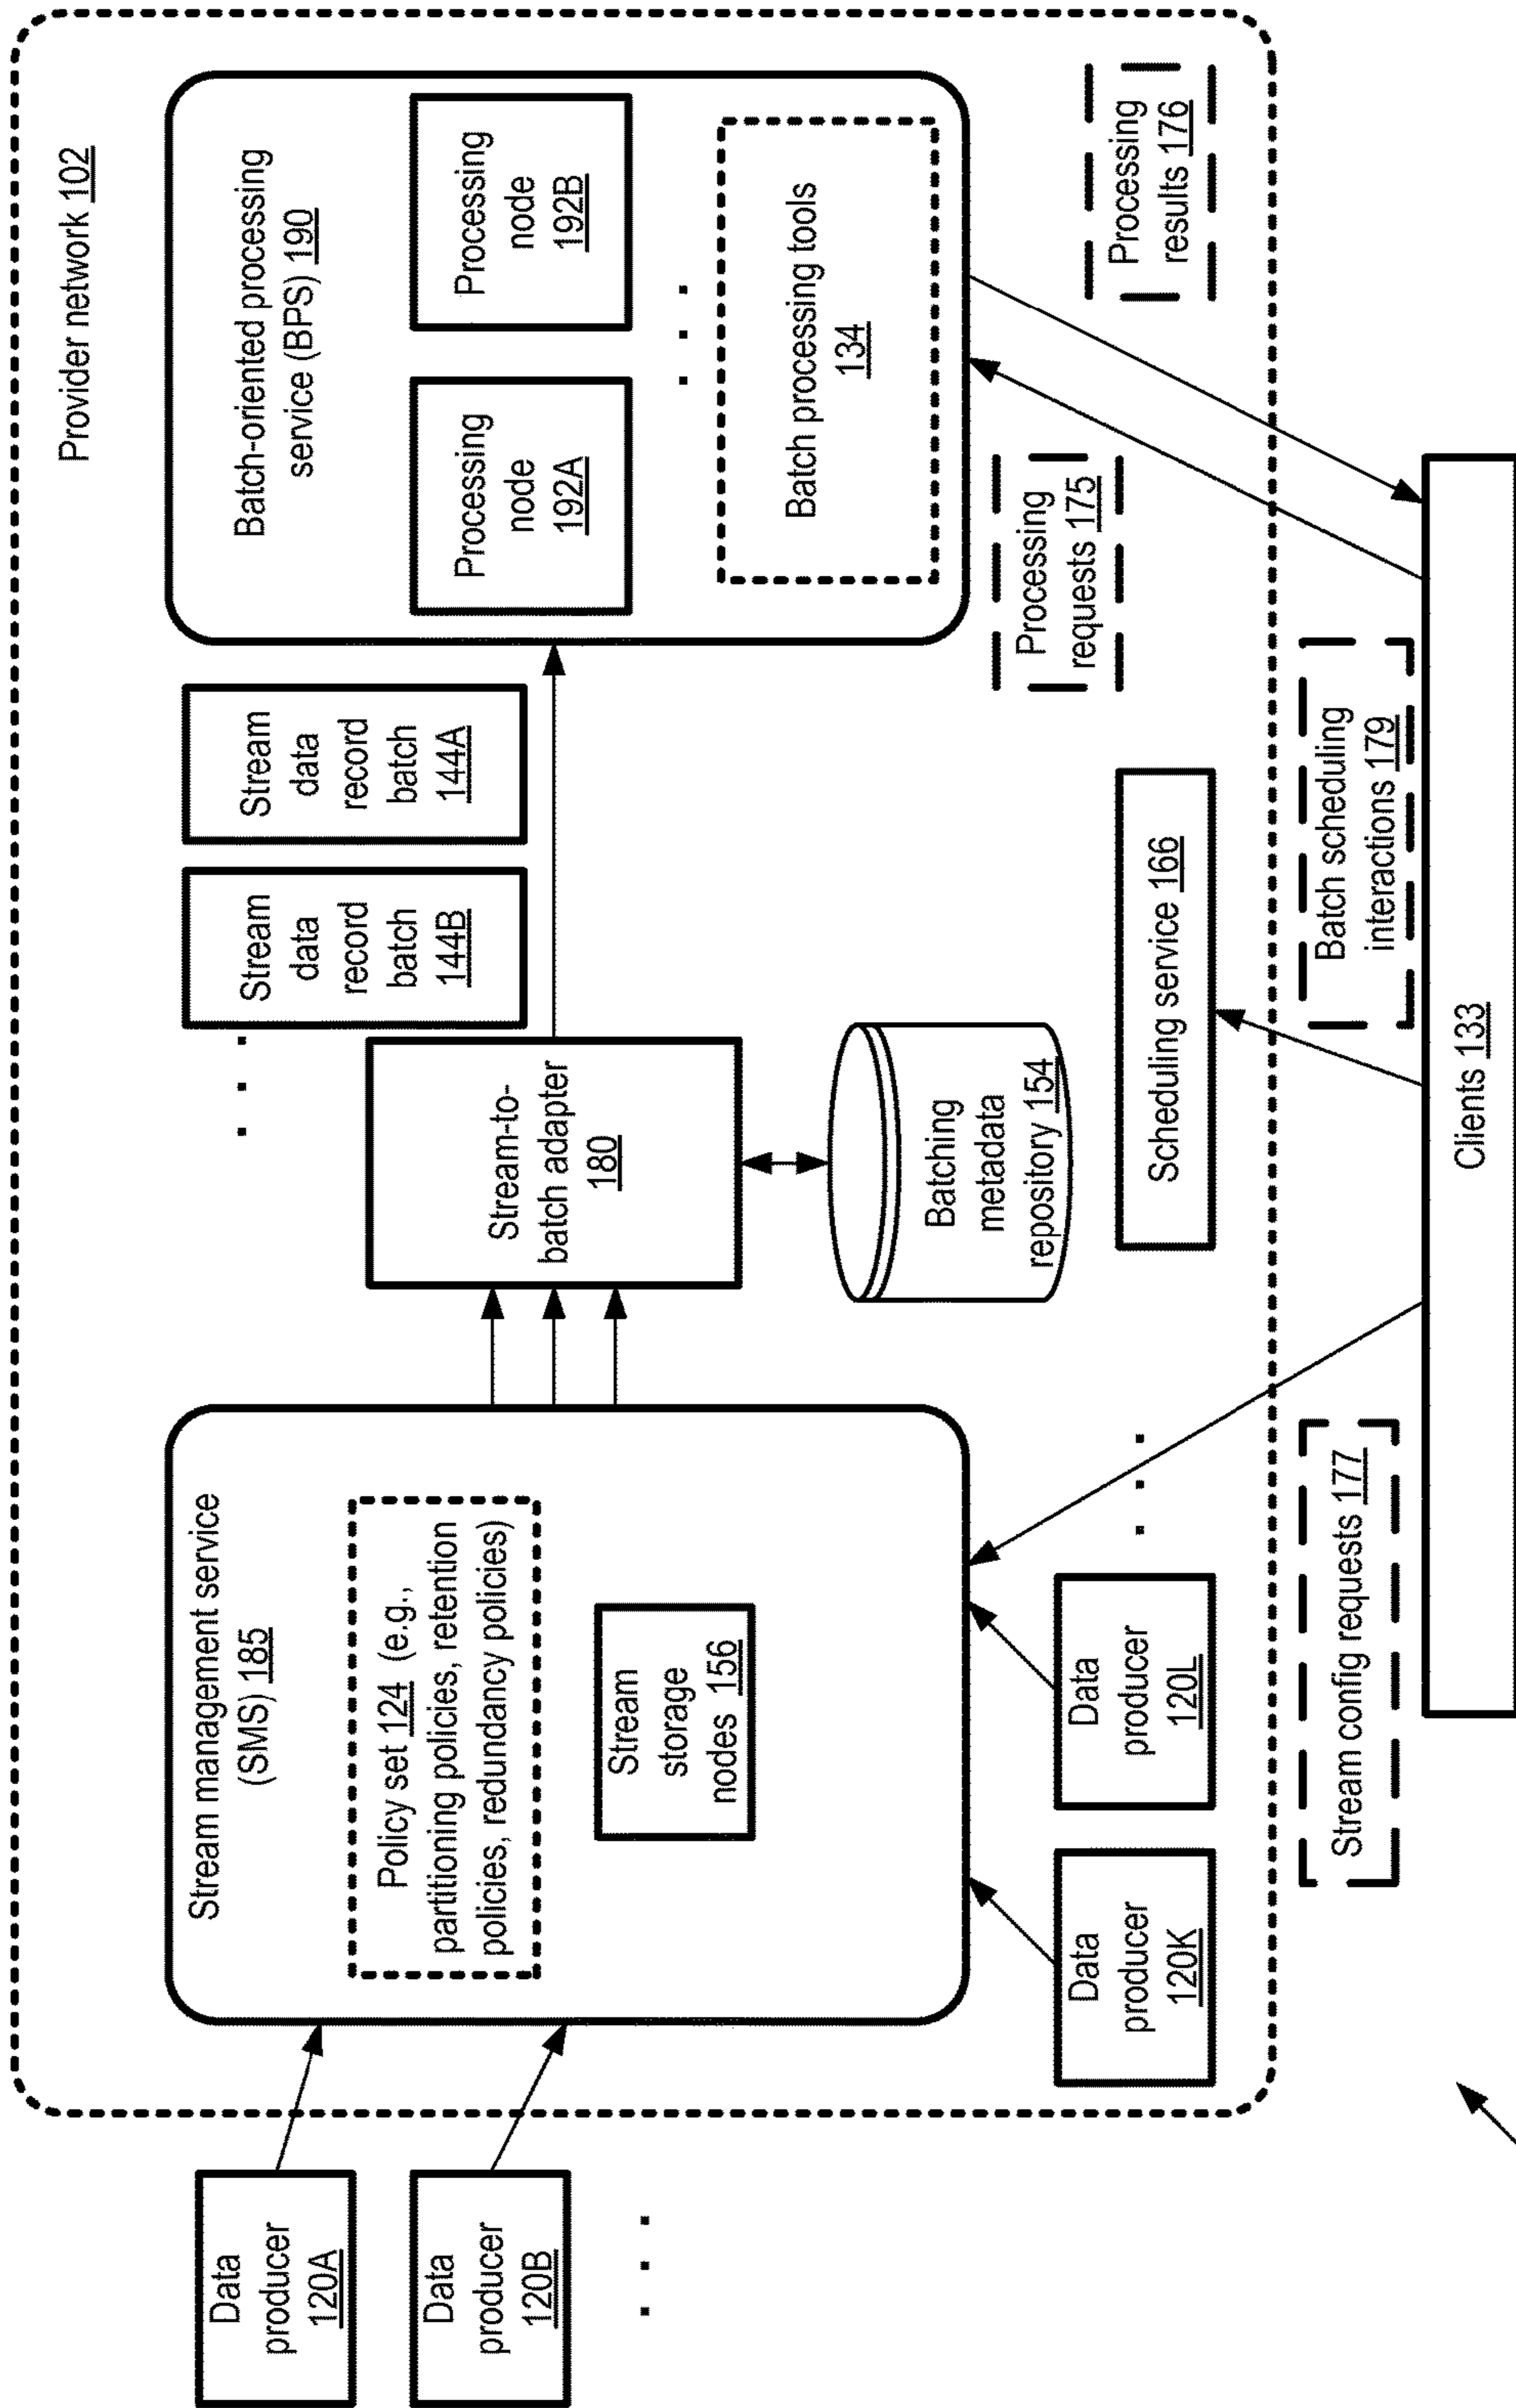 Provider network 102
Data
producer
120A
Data
producer
120B
Stream management service
(SMS) 185
Policy set 124 (e.g.,
partitioning policies, retention
policies, redundancy policies)
Stream
storage
nodes 156
Data
producer
120K
Data
producer
120L
Stream-to-
batch adapter
180
Batching
metadata
repository 154
Stream
data
record
batch
144B
Stream
data
record
batch
144A
Batch-oriented processing
service (BPS) 190
Processing
node
192A
Processing
node
192B
Batch processing tools
134
Scheduling service 166
Processing
requests 175
Processing
results 176
Stream config requests 177
Batch scheduling
interactions 179
Clients 133